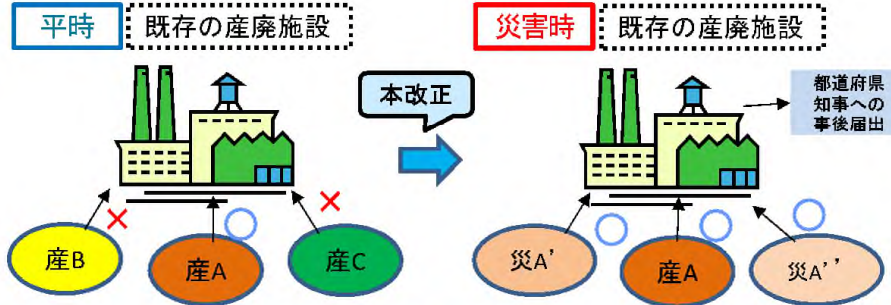 平時
既存の産廃施設
災害時
既存の産廃施設
本改正
都道府県
知事への
事後届出
産B
産A
産C
災A'
産A
災A''